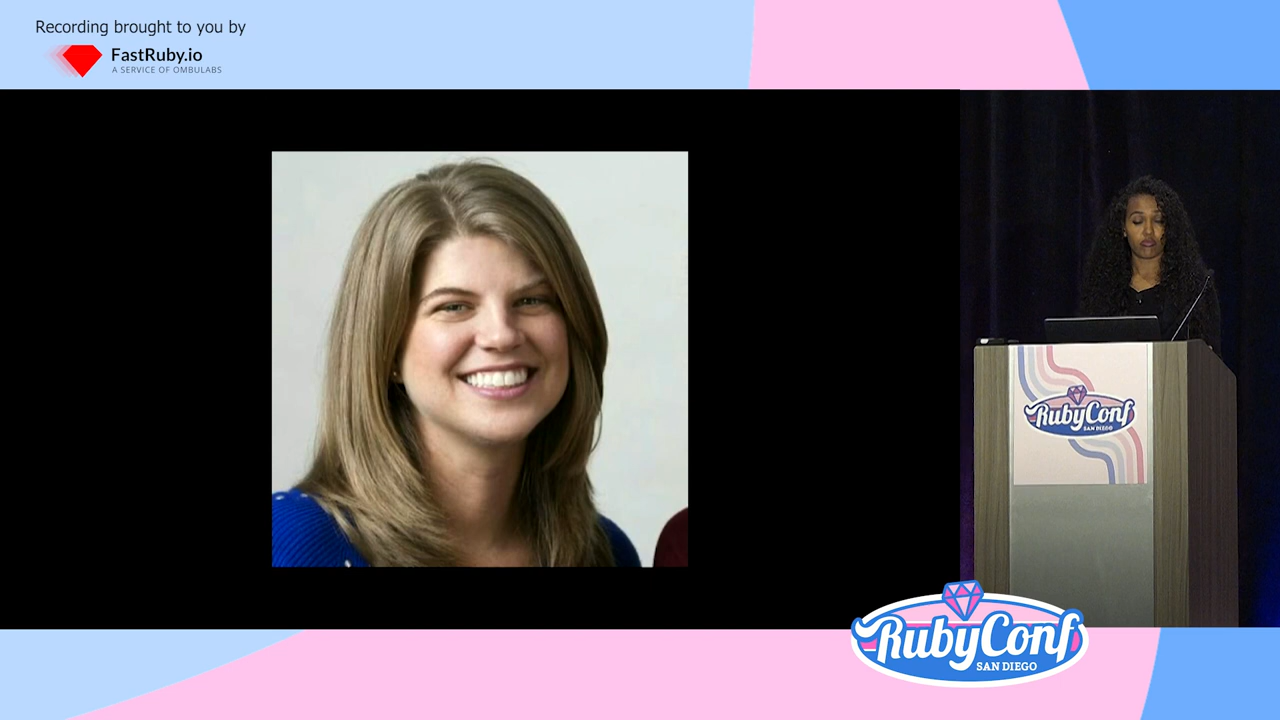 Recording brought to you by
FastRuby.io
A SERVICE OF OMBULABS
RubyConf
SAN DIEGO
RubyConf
SAN DIEGO